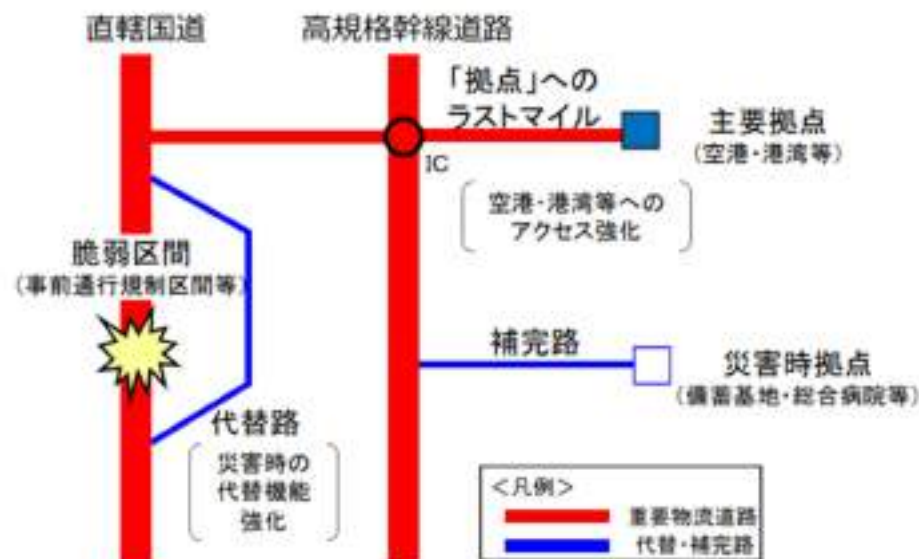 直轄国道
高規格幹線道路
「拠点」への
ラストマイル
主要拠点
(空港・港湾等)
IC
空港・港湾等への
アクセス強化
脆弱区間
(事前通行規制区間等)
補完路
災害時拠点
(備蓄基地・総合病院等)
代替路
災害時の
代替機能
強化
<凡例>
重要物流道路
代替・補完路